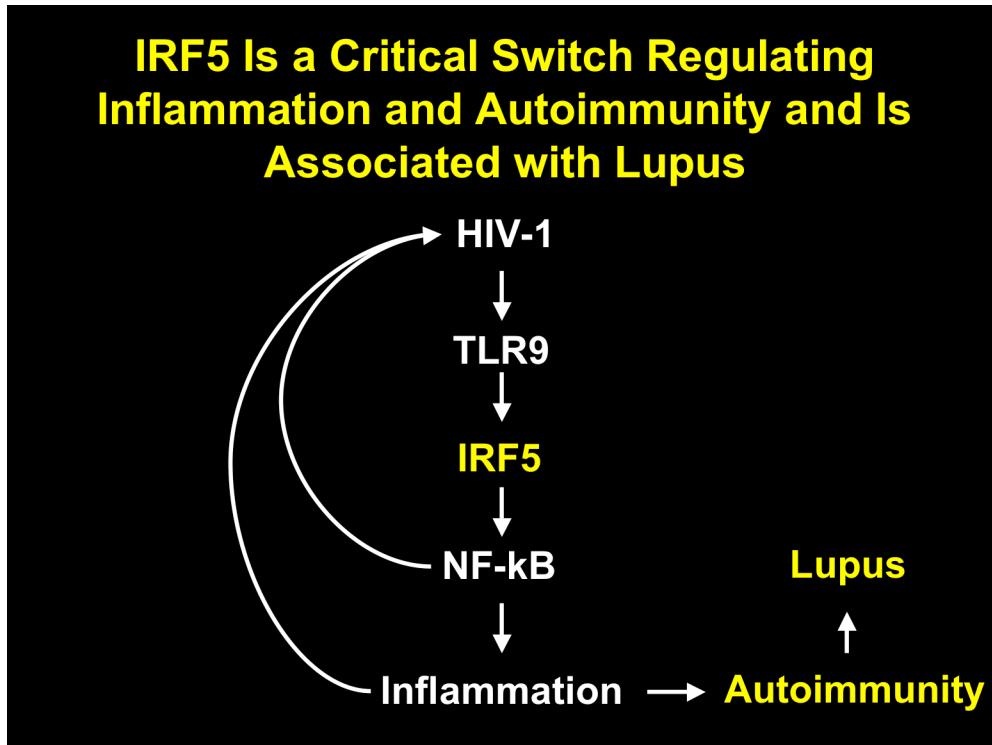 IRF5 Is a Critical Switch Regulating
Inflammation and Autoimmunity and Is
Associated with Lupus
HIV-1
TLR9
IRF5
NF-kB
Lupus
Inflammation
Autoimmunity